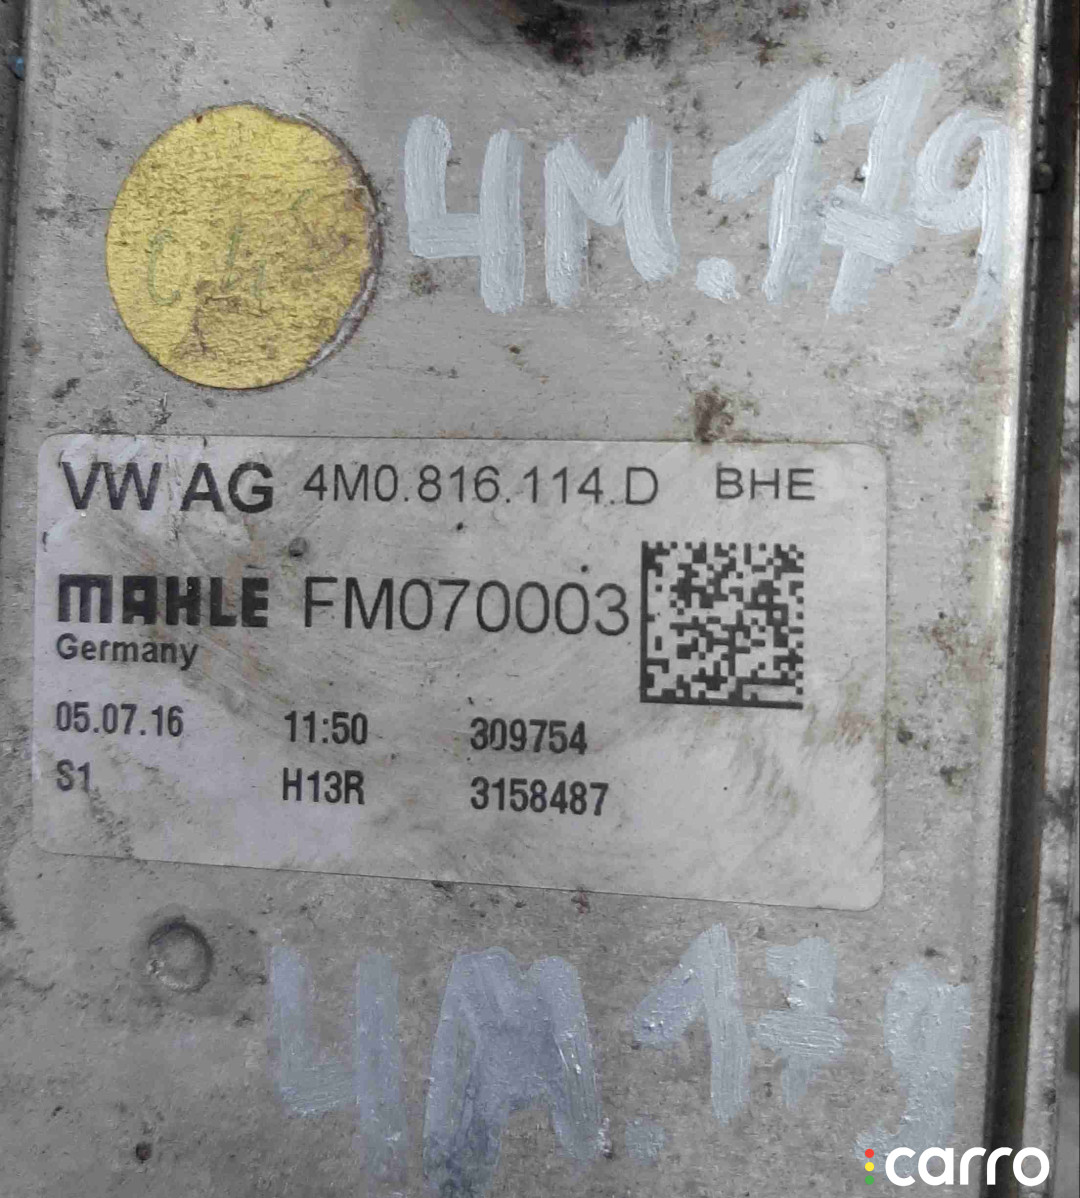 4M.179
04
VW AG 4M0.816.114.D BHE
MAHLE FM070003
Germany
05.07.16 11:50 309754
S1 H13R 3158487
4M.179
carro